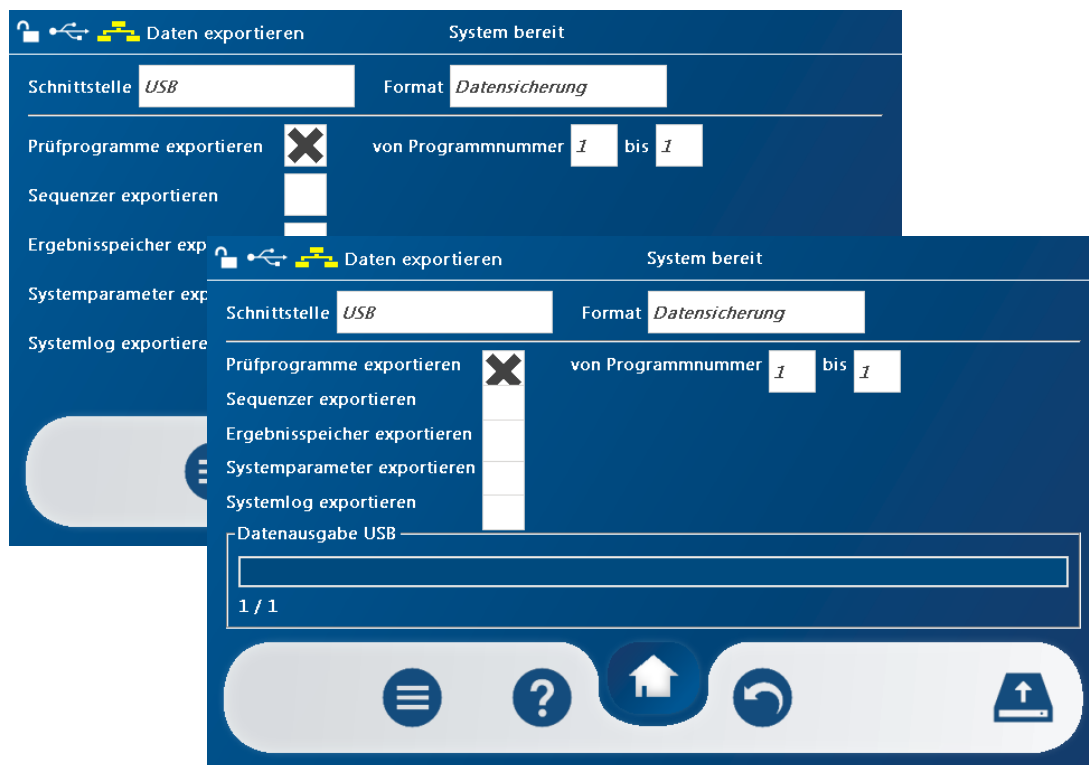 Daten exportieren System bereit
Schnittstelle USB Format Datensicherung
Prüfprogramme exportieren von Programmnummer 1 bis 1
Sequenzer exportieren
Ergebnisspeicher exp
Systemparameter exp
Systemlog exportiere
Daten exportieren System bereit
Schnittstelle USB Format Datensicherung
Prüfprogramme exportieren von Programmnummer 1 bis 1
Sequenzer exportieren
Ergebnisspeicher exportieren
Systemparameter exportieren
Systemlog exportieren
Datenausgabe USB
1 / 1